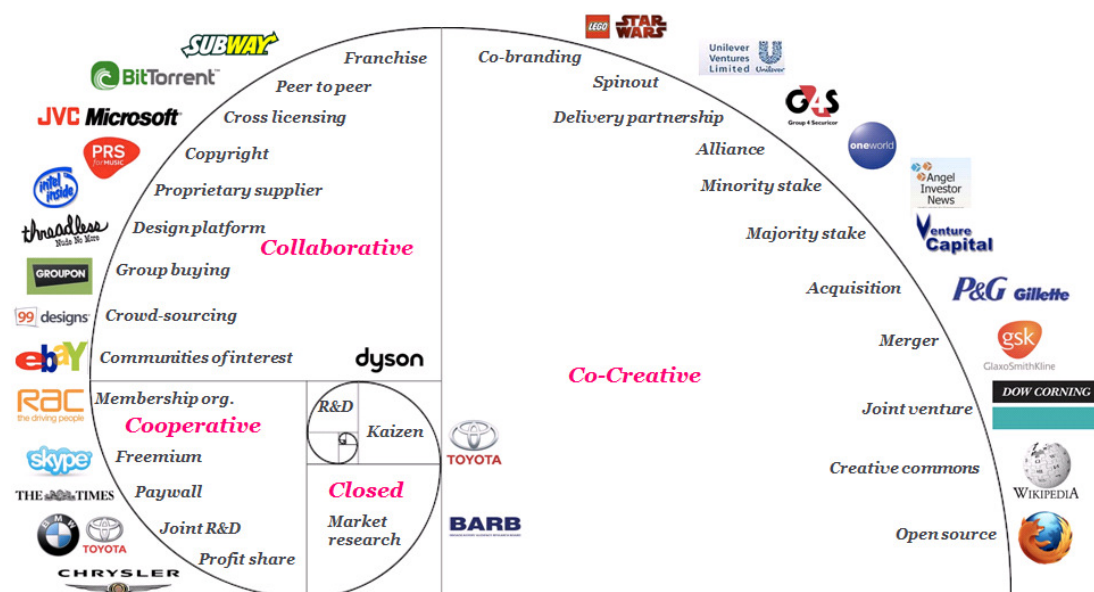 LEGO STAR WARS
SUBWAY
Franchise
Co-branding
Unilever
Ventures
Limited Unilever
BitTorrent™
Peer to peer
Spinout
JVC Microsoft
Cross licensing
Delivery partnership
G4S
Group 4 Securicor
PRS
for MUSIC
Copyright
Alliance
oneworld
intel
inside
Proprietary supplier
Minority stake
Angel
Investor
News
threadless
Nude No More
Design platform
Majority stake
Venture
Capital
Collaborative
GROUPON
Group buying
Acquisition
P&G Gillette
99 designs
Crowd-sourcing
Merger
gsk
GlaxoSmithKline
ebay
Communities of interest
dyson
Co-Creative
RAC
the driving people
Membership org.
R&D
Joint venture
DOW CORNING
Cooperative
Kaizen
TOYOTA
skype
Freemium
Creative commons
WIKIPEDIA
THE TIMES
Paywall
Closed
BMW
TOYOTA
Joint R&D
Market
research
BARB
Open source
Profit share
CHRYSLER